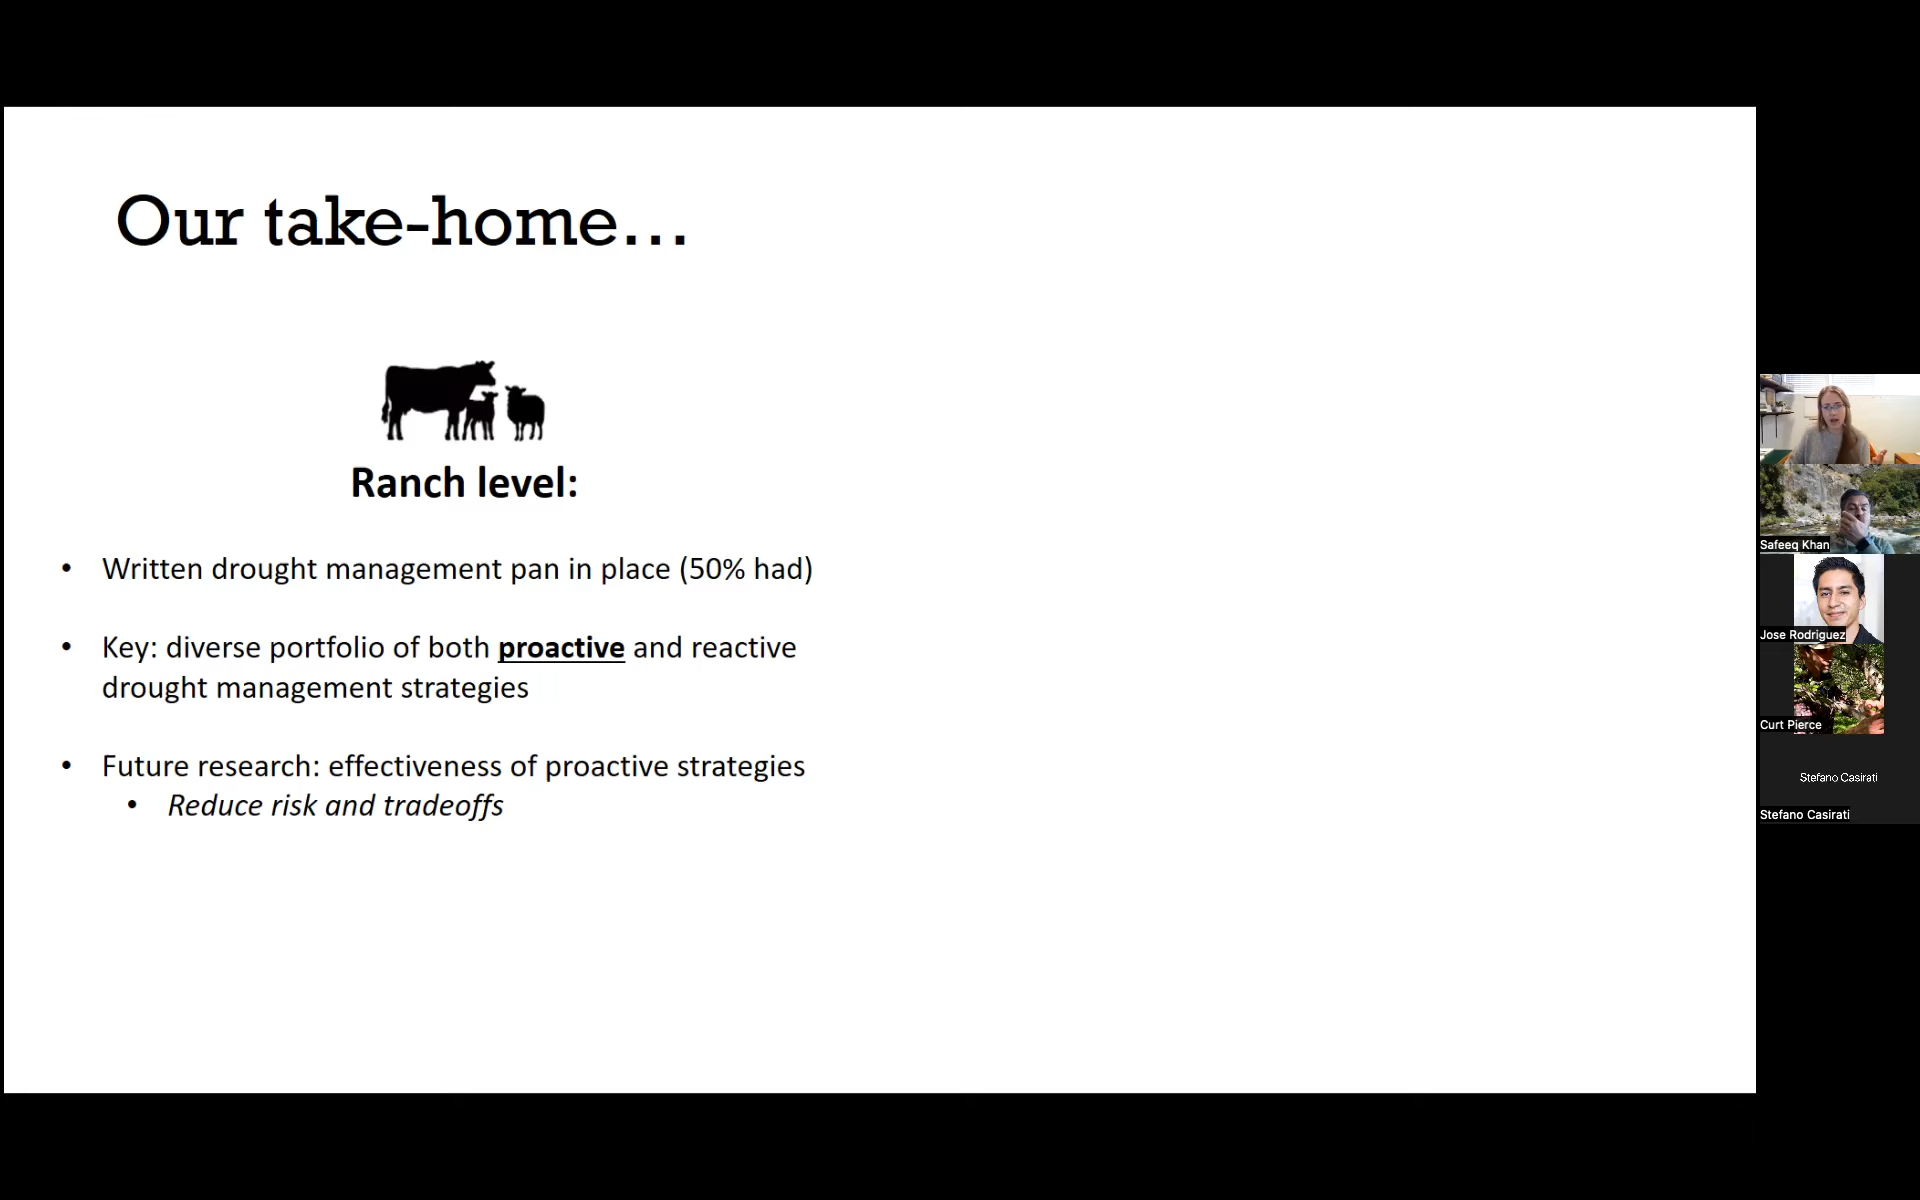 Our take-home...
Ranch level:
• Written drought management pan in place (50% had)
• Key: diverse portfolio of both proactive and reactive
drought management strategies
• Future research: effectiveness of proactive strategies
• Reduce risk and tradeoffs
Safeeq Khan
Jose Rodriguez
Curt Pierce
Stefano Casirati
Stefano Casirati